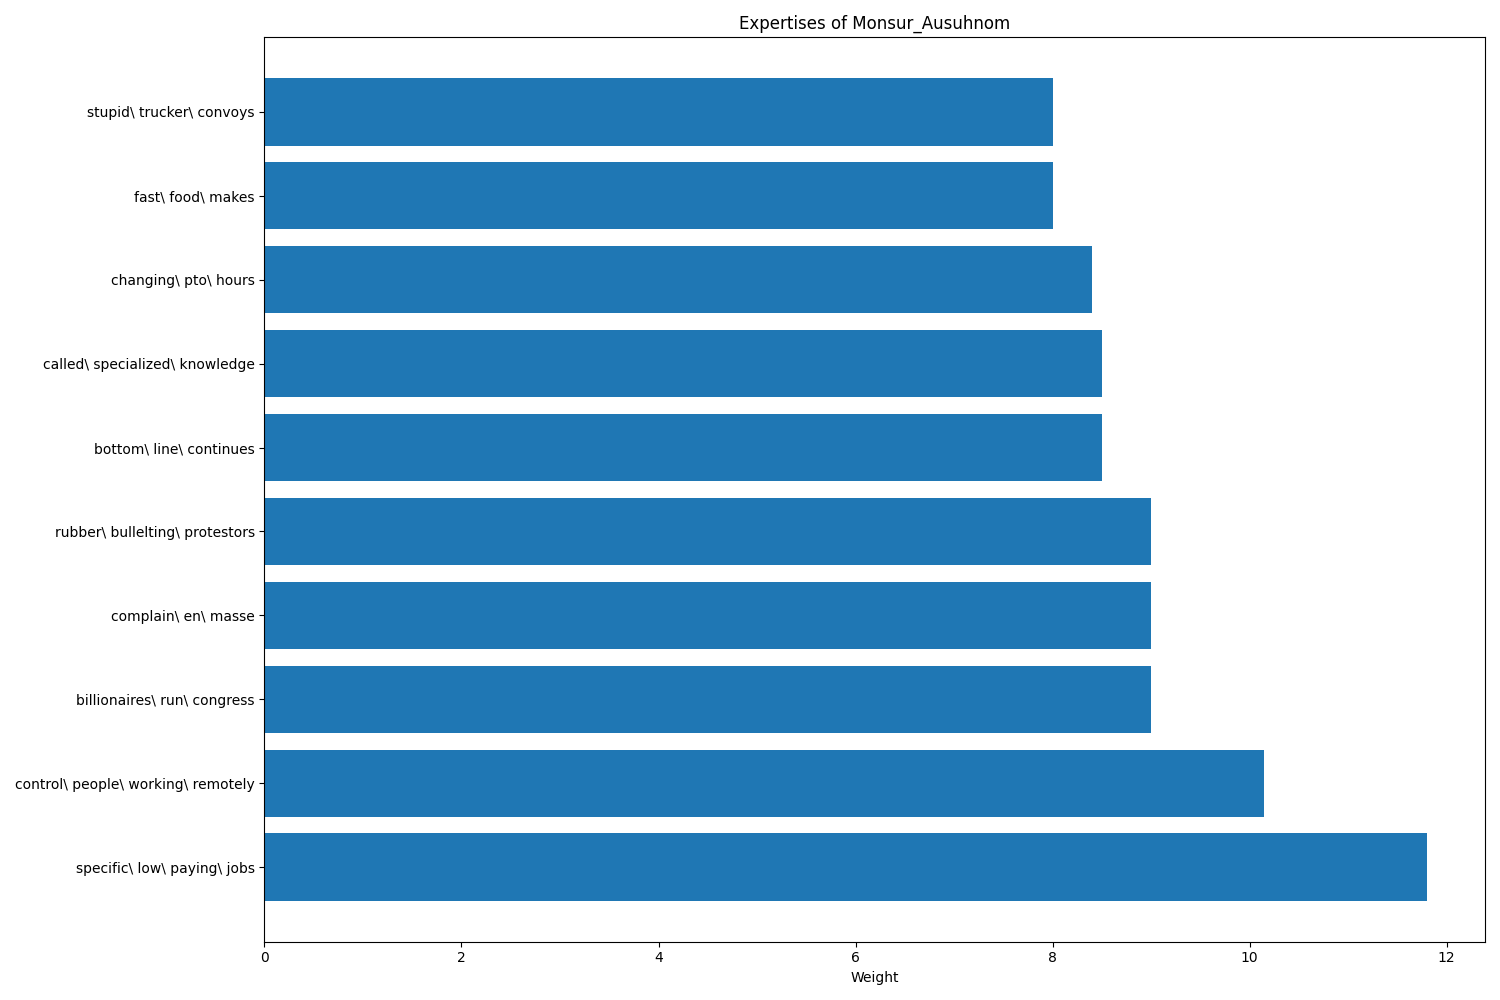 Expertises of Monsur_Ausuhnom
stupid\ trucker\ convoys
fast\ food\ makes
changing\ pto\ hours
called\ specialized\ knowledge
bottom\ line\ continues
rubber\ bullelting\ protestors
complain\ en\ masse
billionaires\ run\ congress
control\ people\ working\ remotely
specific\ low\ paying\ jobs
0 2 4 6 8 10 12
Weight